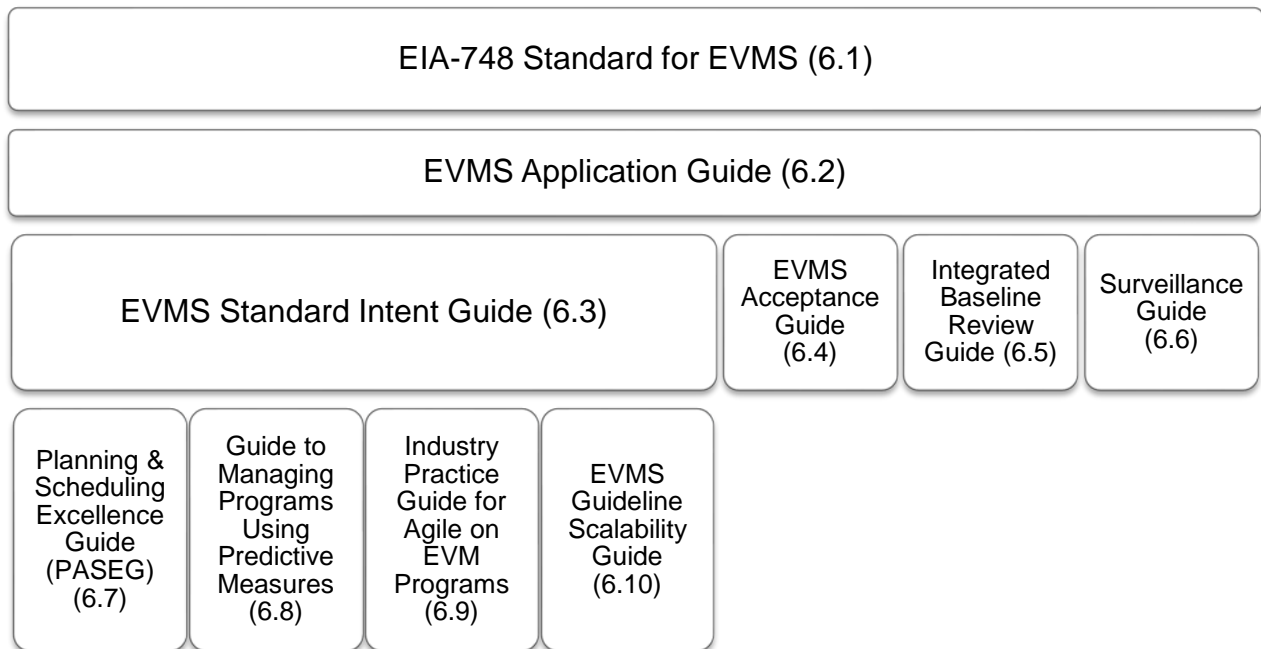 EIA-748 Standard for EVMS (6.1)
EVMS Application Guide (6.2)
EVMS Standard Intent Guide (6.3)
EVMS
Acceptance
Guide
(6.4)
Integrated
Baseline
Review
Guide (6.5)
Surveillance
Guide
(6.6)
Planning &
Scheduling
Excellence
Guide
(PASEG)
(6.7)
Guide to
Managing
Programs
Using
Predictive
Measures
(6.8)
Industry
Practice
Guide for
Agile on
EVM
Programs
(6.9)
EVMS
Guideline
Scalability
Guide
(6.10)